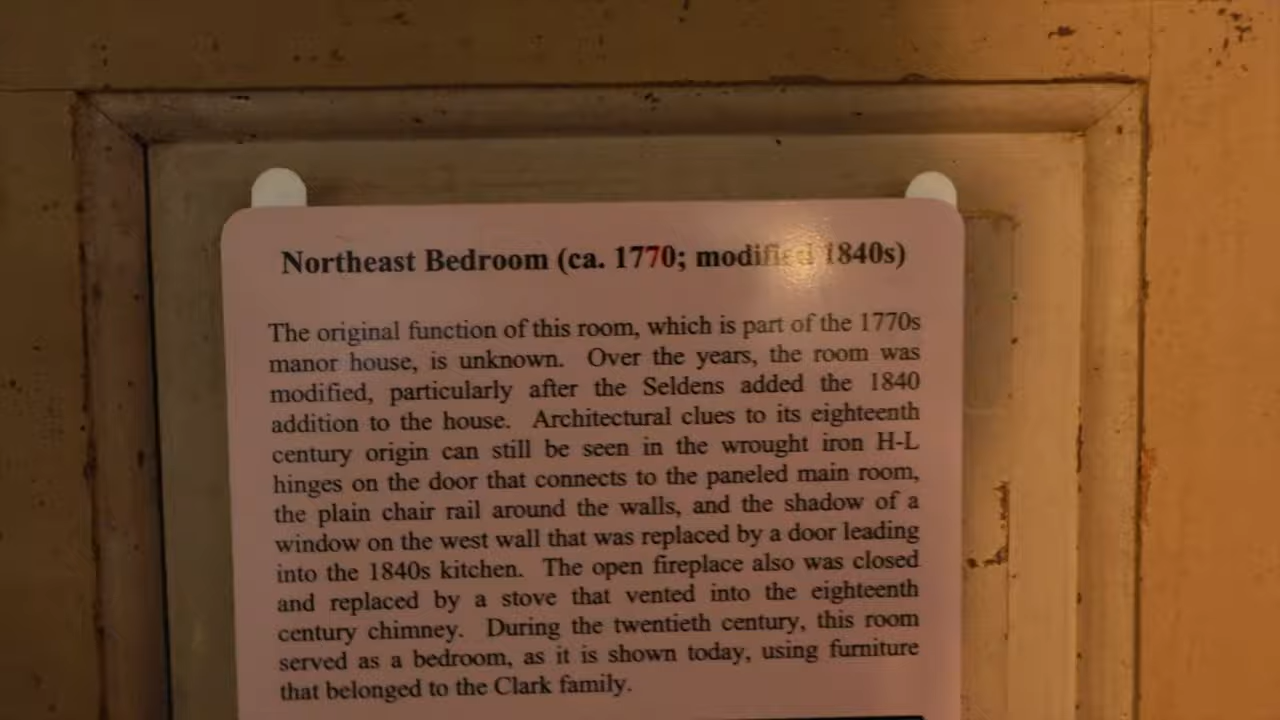 Northeast Bedroom (ca. 1770; modified 1840s)
The original function of this room, which is part of the 1770s
manor house, is unknown. Over the years, the room was
modified, particularly after the Seldens added the 1840
addition to the house. Architectural clues to its eighteenth
century origin can still be seen in the wrought iron H-L
hinges on the door that connects to the paneled main room,
the plain chair rail around the walls, and the shadow of a
window on the west wall that was replaced by a door leading
into the 1840s kitchen. The open fireplace also was closed
and replaced by a stove that vented into the eighteenth
century chimney. During the twentieth century, this room
served as a bedroom, as it is shown today, using furniture
that belonged to the Clark family.